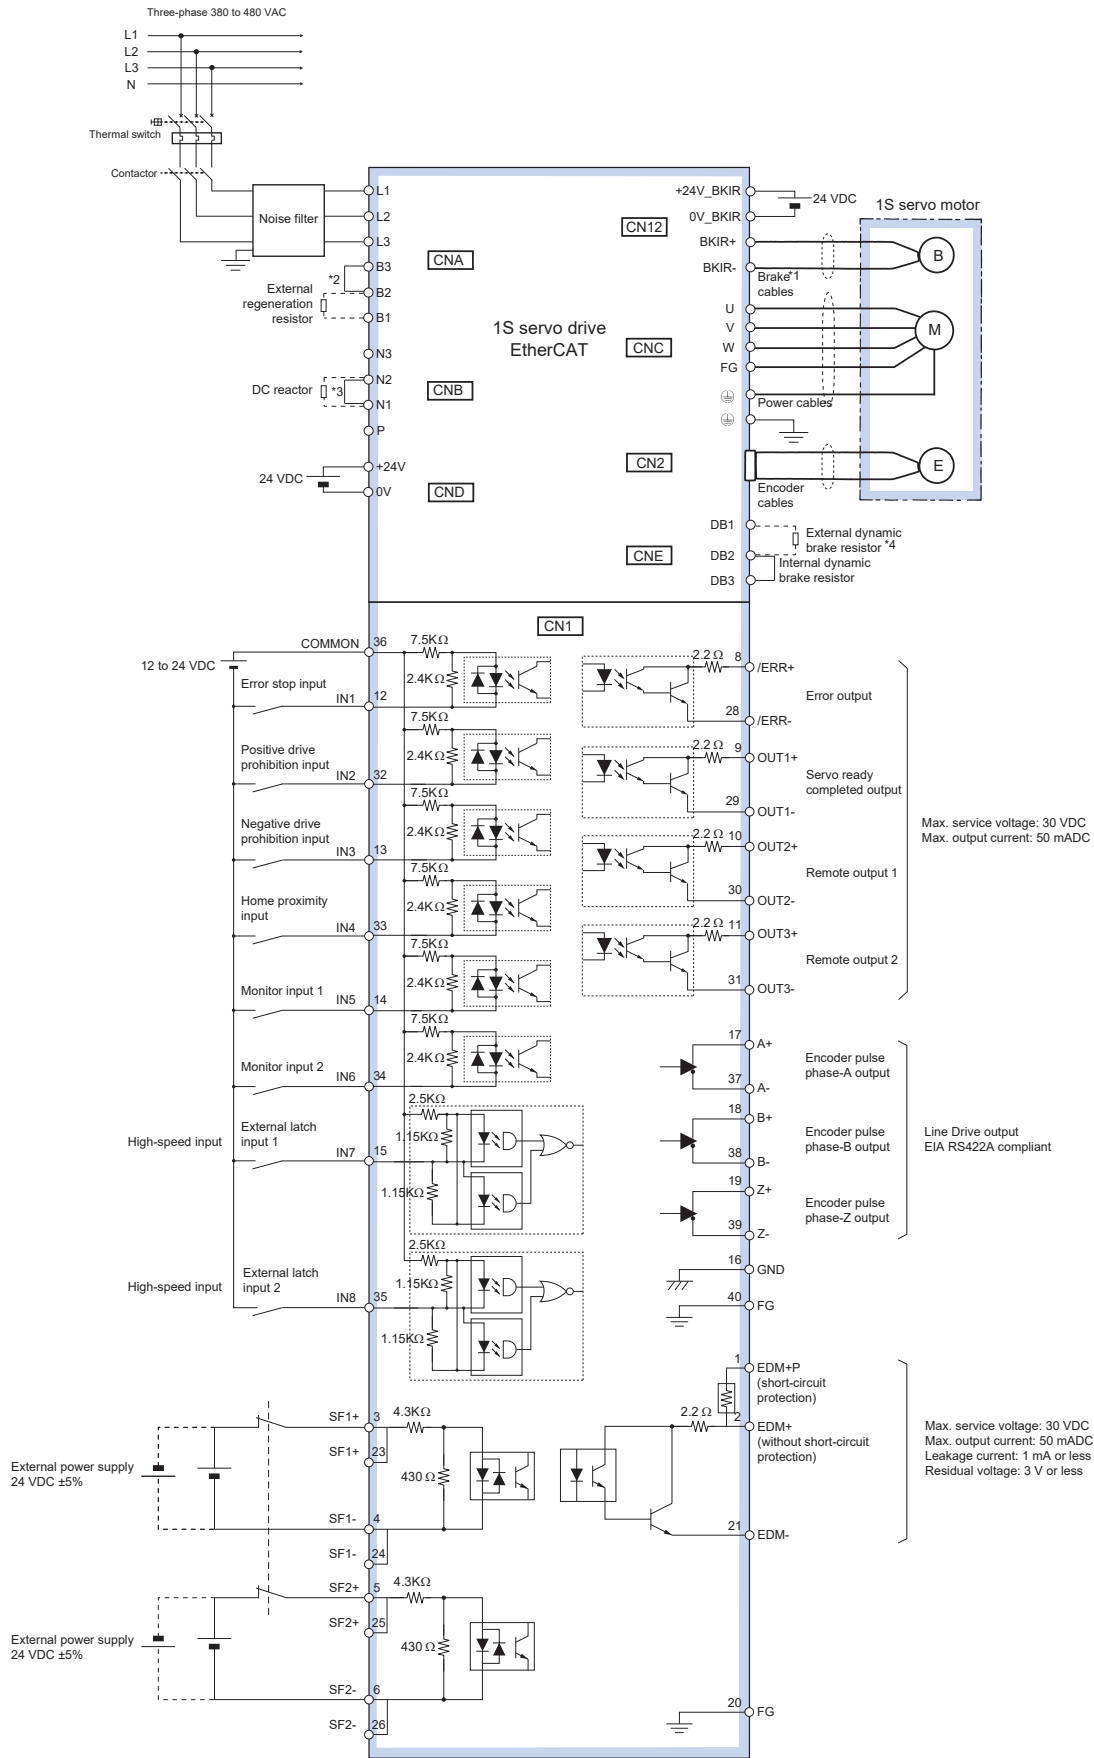 Three-phase 380 to 480 VAC
L1
L2
L3
N
Thermal switch
Contactor
Noise filter
L1
L2
L3
B3
*2
B2
B1
External
regeneration
resistor
N3
N2
DC reactor
*3
N1
P
+24V
24 VDC
0V
CNA
CNB
CND
1S servo drive
EtherCAT
CN12
CNC
CN2
CNE
+24V_BKIR
24 VDC
0V_BKIR
BKIR+
BKIR-
Brake*1
cables
U
V
W
FG
Power cables
Encoder
cables
1S servo motor
B
M
E
DB1
External dynamic
brake resistor *4
DB2
Internal dynamic
brake resistor
DB3
CN1
12 to 24 VDC
COMMON
36
7.5KΩ
2.4KΩ
Error stop input
IN1
12
7.5KΩ
2.4KΩ
Positive drive
prohibition input
IN2
32
7.5KΩ
2.4KΩ
Negative drive
prohibition input
IN3
13
7.5KΩ
2.4KΩ
Home proximity
input
IN4
33
7.5KΩ
2.4KΩ
Monitor input 1
IN5
14
7.5KΩ
2.4KΩ
Monitor input 2
IN6
34
2.5KΩ
1.15KΩ
High-speed input
External latch
input 1
IN7
15
1.15KΩ
2.5KΩ
1.15KΩ
High-speed input
External latch
input 2
IN8
35
1.15KΩ
2.2 Ω
8
/ERR+
Error output
28
/ERR-
2.2 Ω
9
OUT1+
Servo ready
completed output
29
OUT1-
2.2 Ω
10
OUT2+
Remote output 1
30
OUT2-
2.2 Ω
11
OUT3+
Remote output 2
31
OUT3-
Max. service voltage: 30 VDC
Max. output current: 50 mADC
17
A+
Encoder pulse
phase-A output
37
A-
18
B+
Encoder pulse
phase-B output
38
B-
19
Z+
Encoder pulse
phase-Z output
39
Z-
Line Drive output
EIA RS422A compliant
16
GND
40
FG
1
EDM+P
(short-circuit
protection)
2.2 Ω
2
EDM+
(without short-circuit
protection)
21
EDM-
Max. service voltage: 30 VDC
Max. output current: 50 mADC
Leakage current: 1 mA or less
Residual voltage: 3 V or less
External power supply
24 VDC ±5%
SF1+
3
4.3KΩ
SF1+
23
430 Ω
SF1-
4
SF1-
24
External power supply
24 VDC ±5%
SF2+
5
4.3KΩ
SF2+
25
430 Ω
SF2-
6
SF2-
26
20
FG